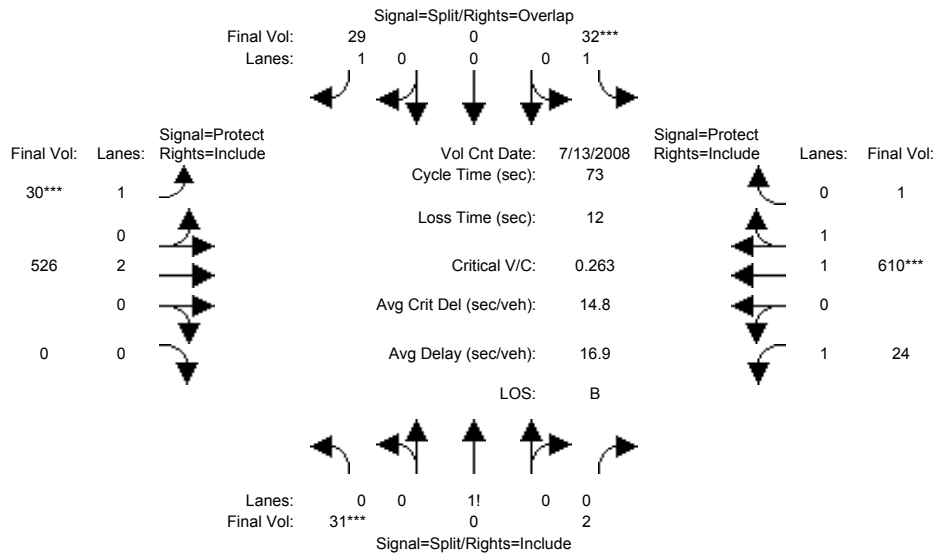 Signal=Split/Rights=Overlap
Final Vol: 29 0 32***
Lanes: 1 0 0 0 1
Signal=Protect
Final Vol: Lanes: Rights=Include
Vol Cnt Date: 7/13/2008
Signal=Protect
Rights=Include Lanes: Final Vol:
Cycle Time (sec): 73
30*** 1
0 1
Loss Time (sec): 12
0
1
526 2
Critical V/C: 0.263
1 610***
0
Avg Crit Del (sec/veh): 14.8
0
0 0
Avg Delay (sec/veh): 16.9
1 24
LOS: B
Lanes: 0 0 1! 0 0
Final Vol: 31*** 0 2
Signal=Split/Rights=Include